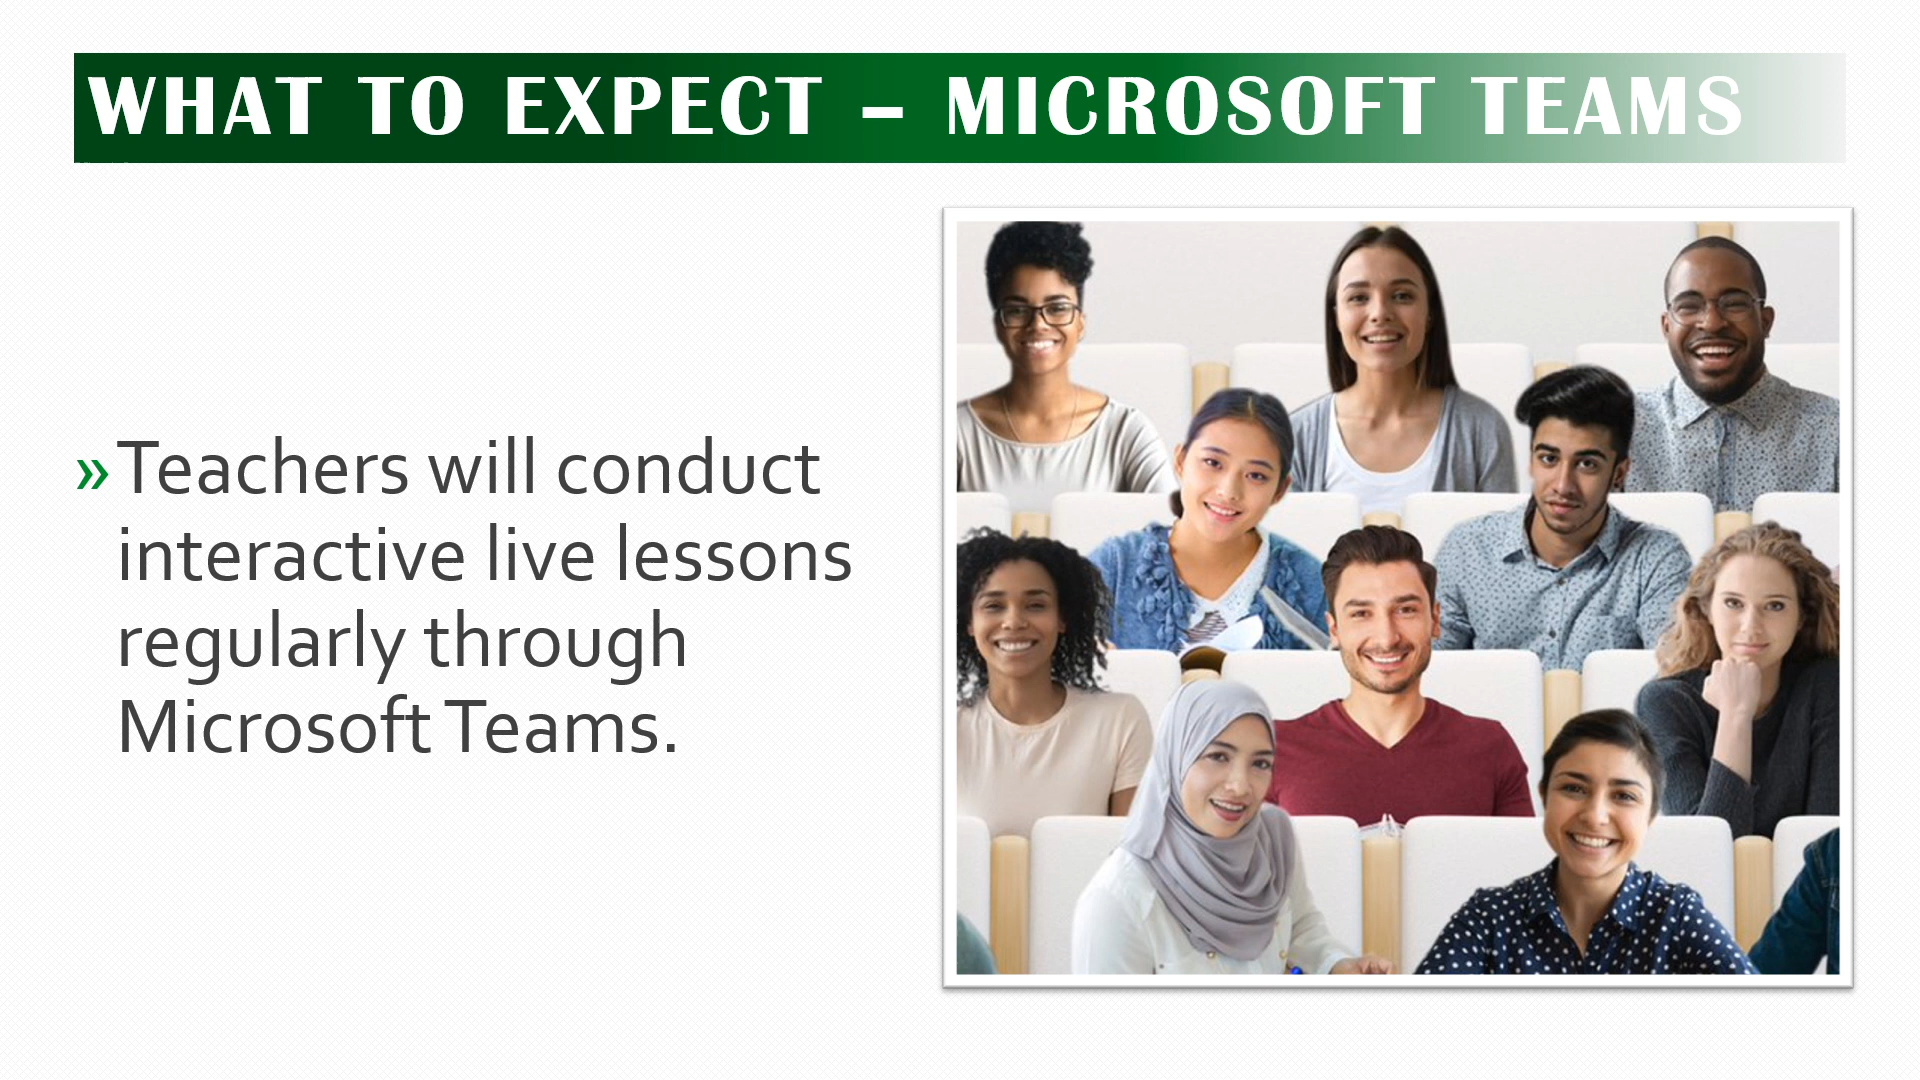 WHAT TO EXPECT – MICROSOFT TEAMS
» Teachers will conduct
interactive live lessons
regularly through
Microsoft Teams.